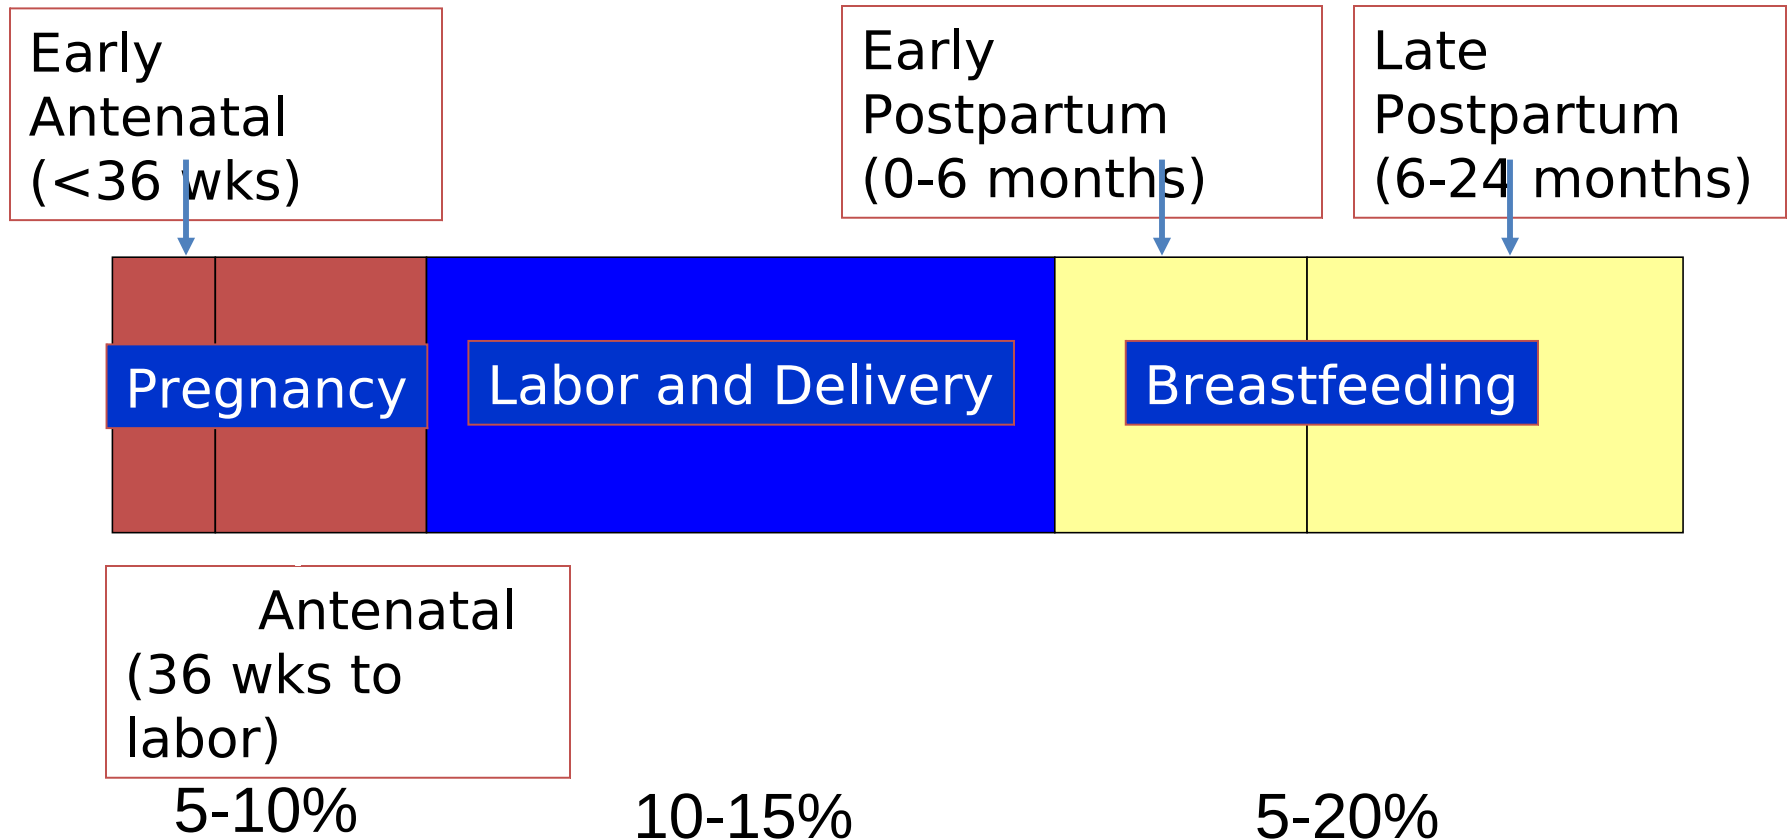 Early
Antenatal
(<36 wks)
Early
Postpartum
(0-6 months)
Late
Postpartum
(6-24 months)
Pregnancy
Labor and Delivery
Breastfeeding
Antenatal
(36 wks to
labor)
5-10%
10-15%
5-20%